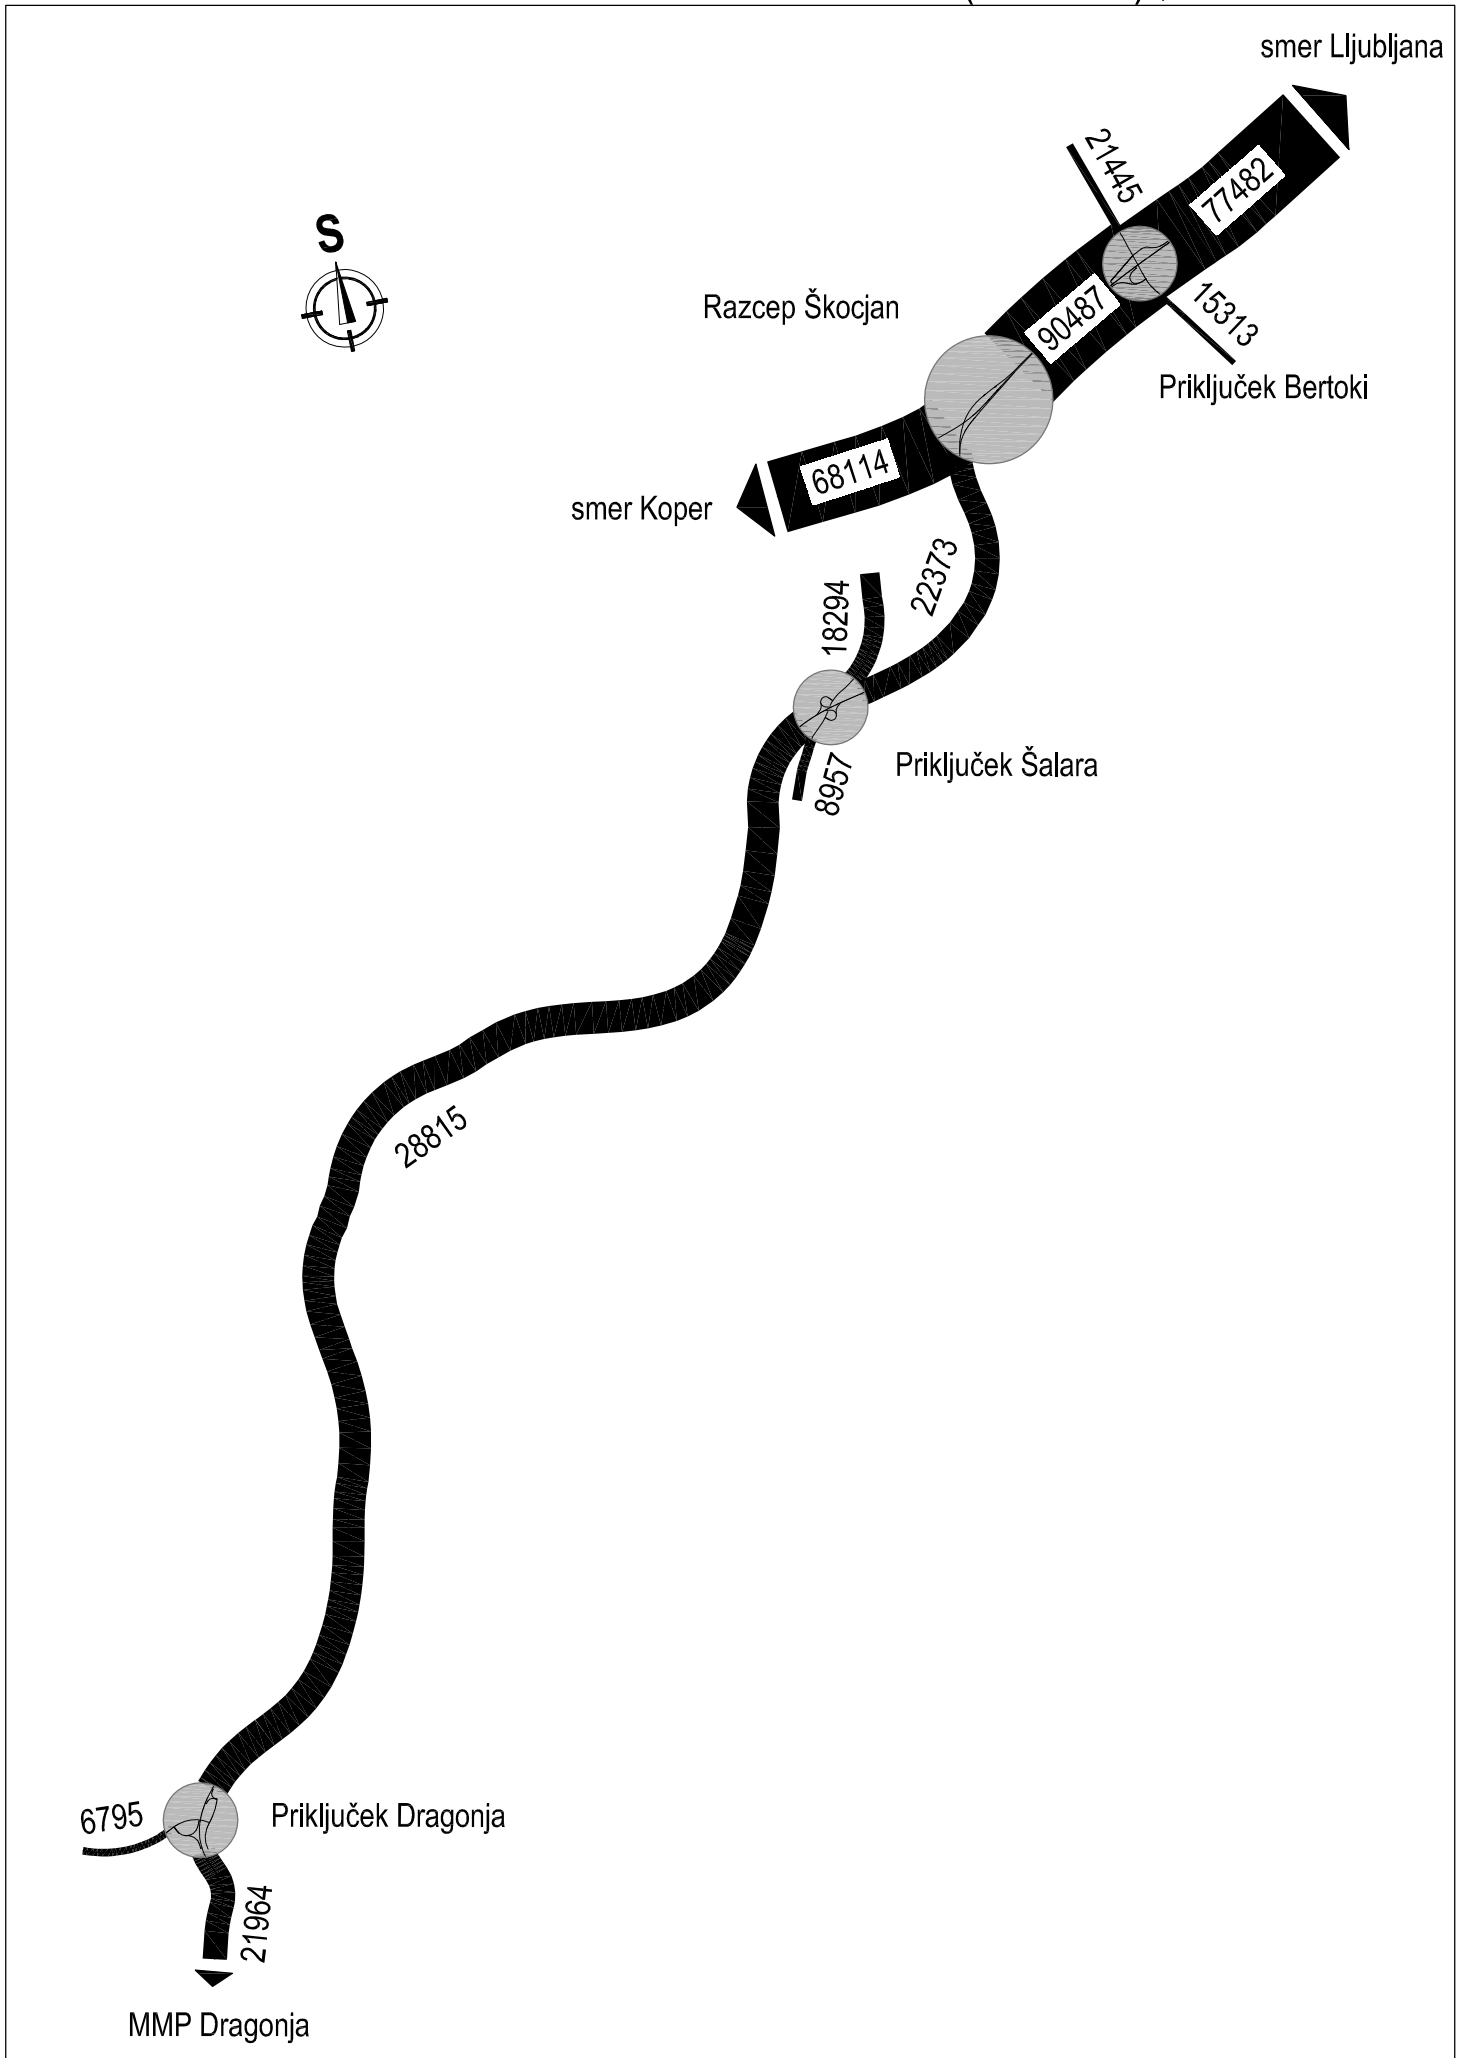 smer Lljubljana
21445
77482
S
90487
15313
Razcep Škocjan
Priključek Bertoki
68114
smer Koper
22373
18294
Priključek Šalara
8957
28815
6795
Priključek Dragonja
21964
MMP Dragonja